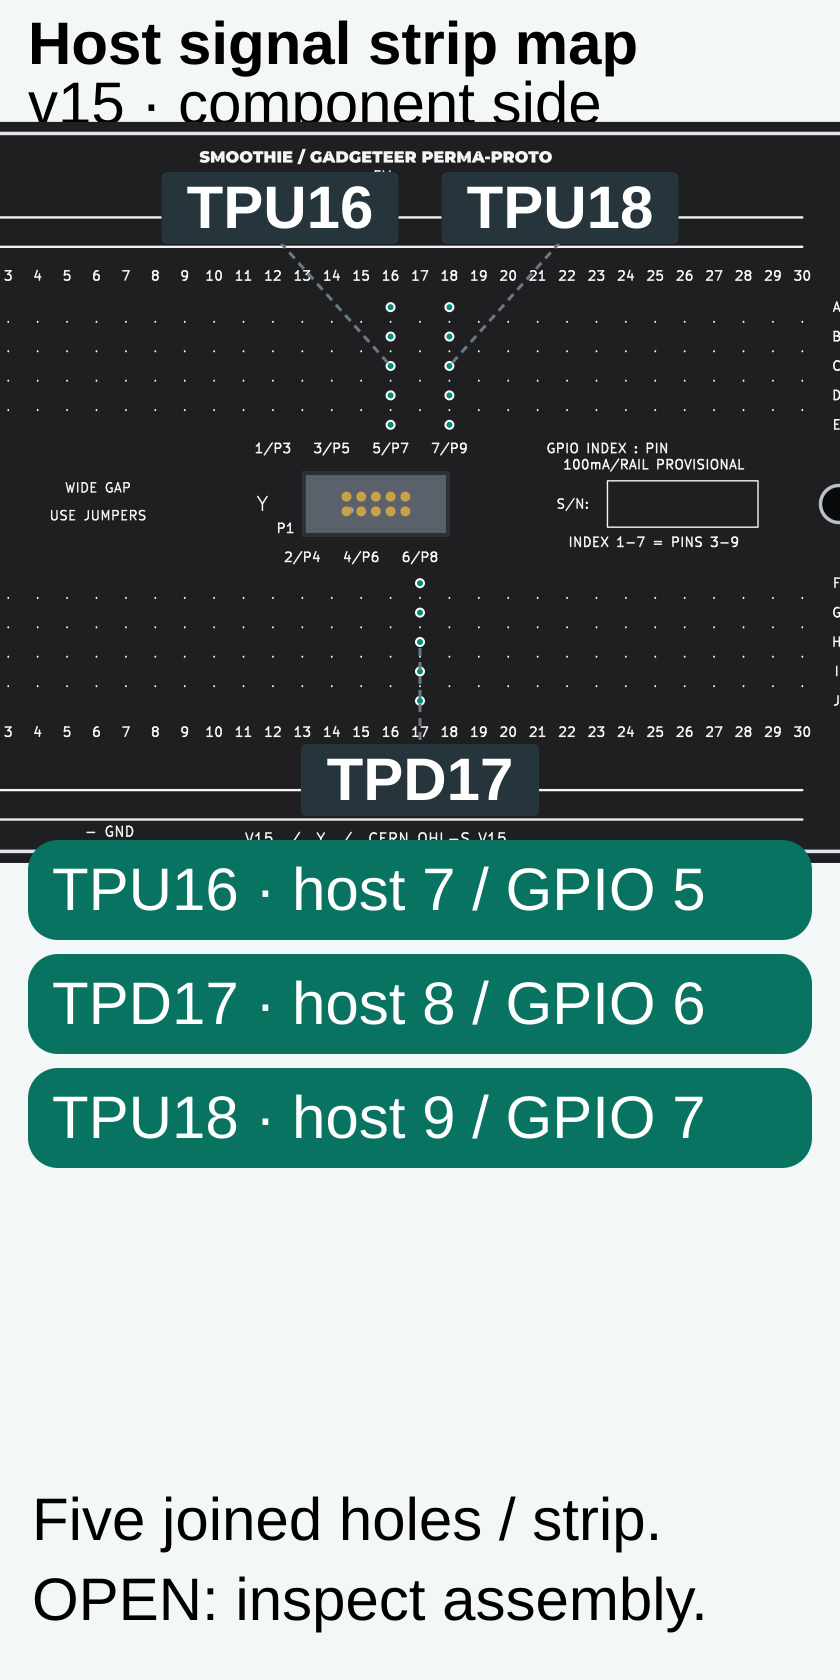 Host signal strip map
v15 · component side
SMOOTHIE / GADGETEER PERMA-PROTO
TPU16 TPU18
3 4 5 6 7 8 9 10 11 12 13 14 15 16 17 18 19 20 21 22 23 24 25 26 27 28 29 30
A
B
C
D
E
1/P3 3/P5 5/P7 7/P9
GPIO INDEX : PIN
100mA/RAIL PROVISIONAL
WIDE GAP
USE JUMPERS
Y
P1
S/N:
2/P4 4/P6 6/P8
INDEX 1-7 = PINS 3-9
F
G
H
I
J
3 4 5 6 7 8 9 10 11 12 13 14 15 16 17 18 19 20 21 22 23 24 25 26 27 28 29 30
TPD17
– GND
V15 / Y / CERN OHL-S V15
TPU16 · host 7 / GPIO 5
TPD17 · host 8 / GPIO 6
TPU18 · host 9 / GPIO 7
Five joined holes / strip.
OPEN: inspect assembly.